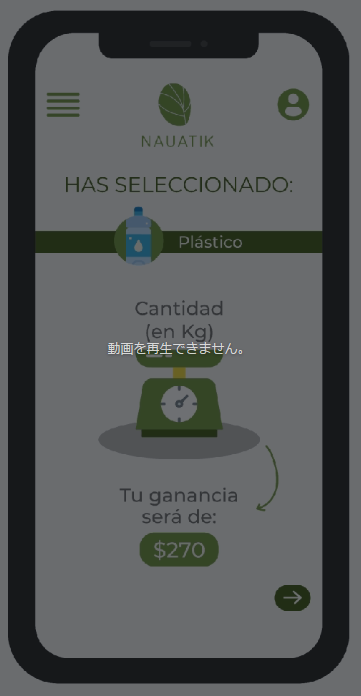 NAUATIK
HAS SELECCIONADO:
Plástico
Cantidad
(en Kg)
動画を再生できません。
Tu ganancia
será de:
$270